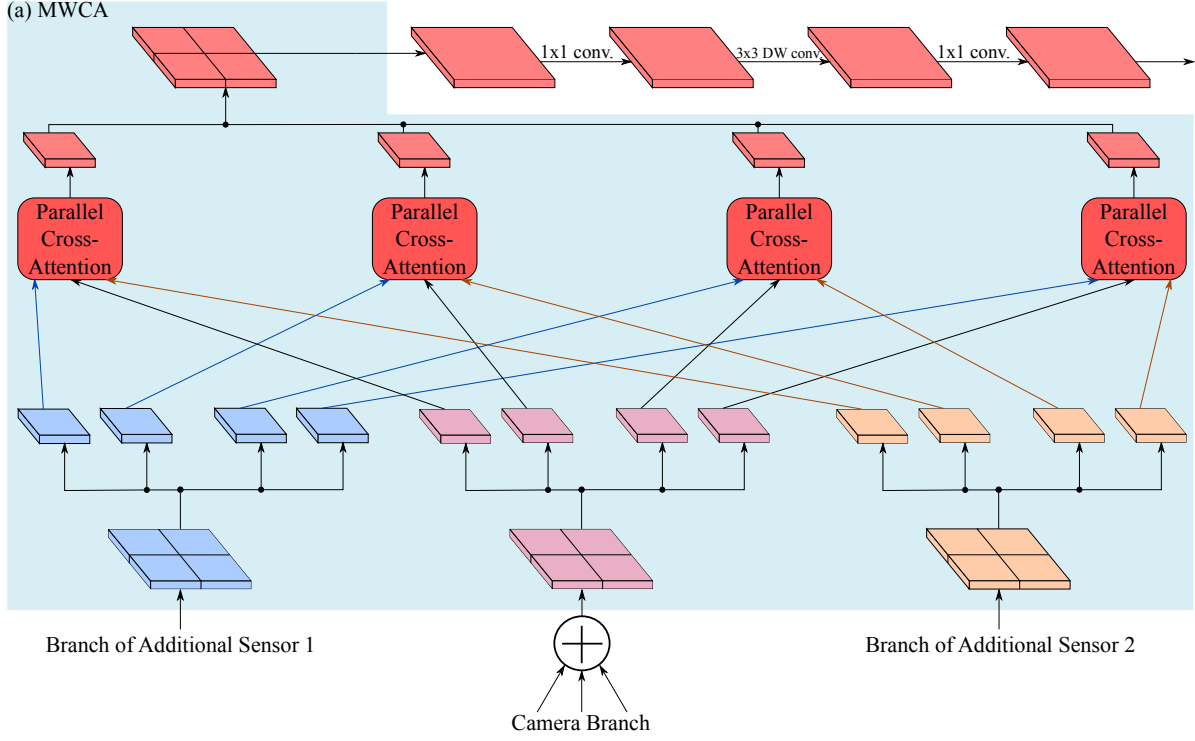 (a) MWCA
1x1 conv.
3x3 DW conv.
1x1 conv.
Parallel
Cross-
Attention
Parallel
Cross-
Attention
Parallel
Cross-
Attention
Parallel
Cross-
Attention
Branch of Additional Sensor 1
Branch of Additional Sensor 2
Camera Branch